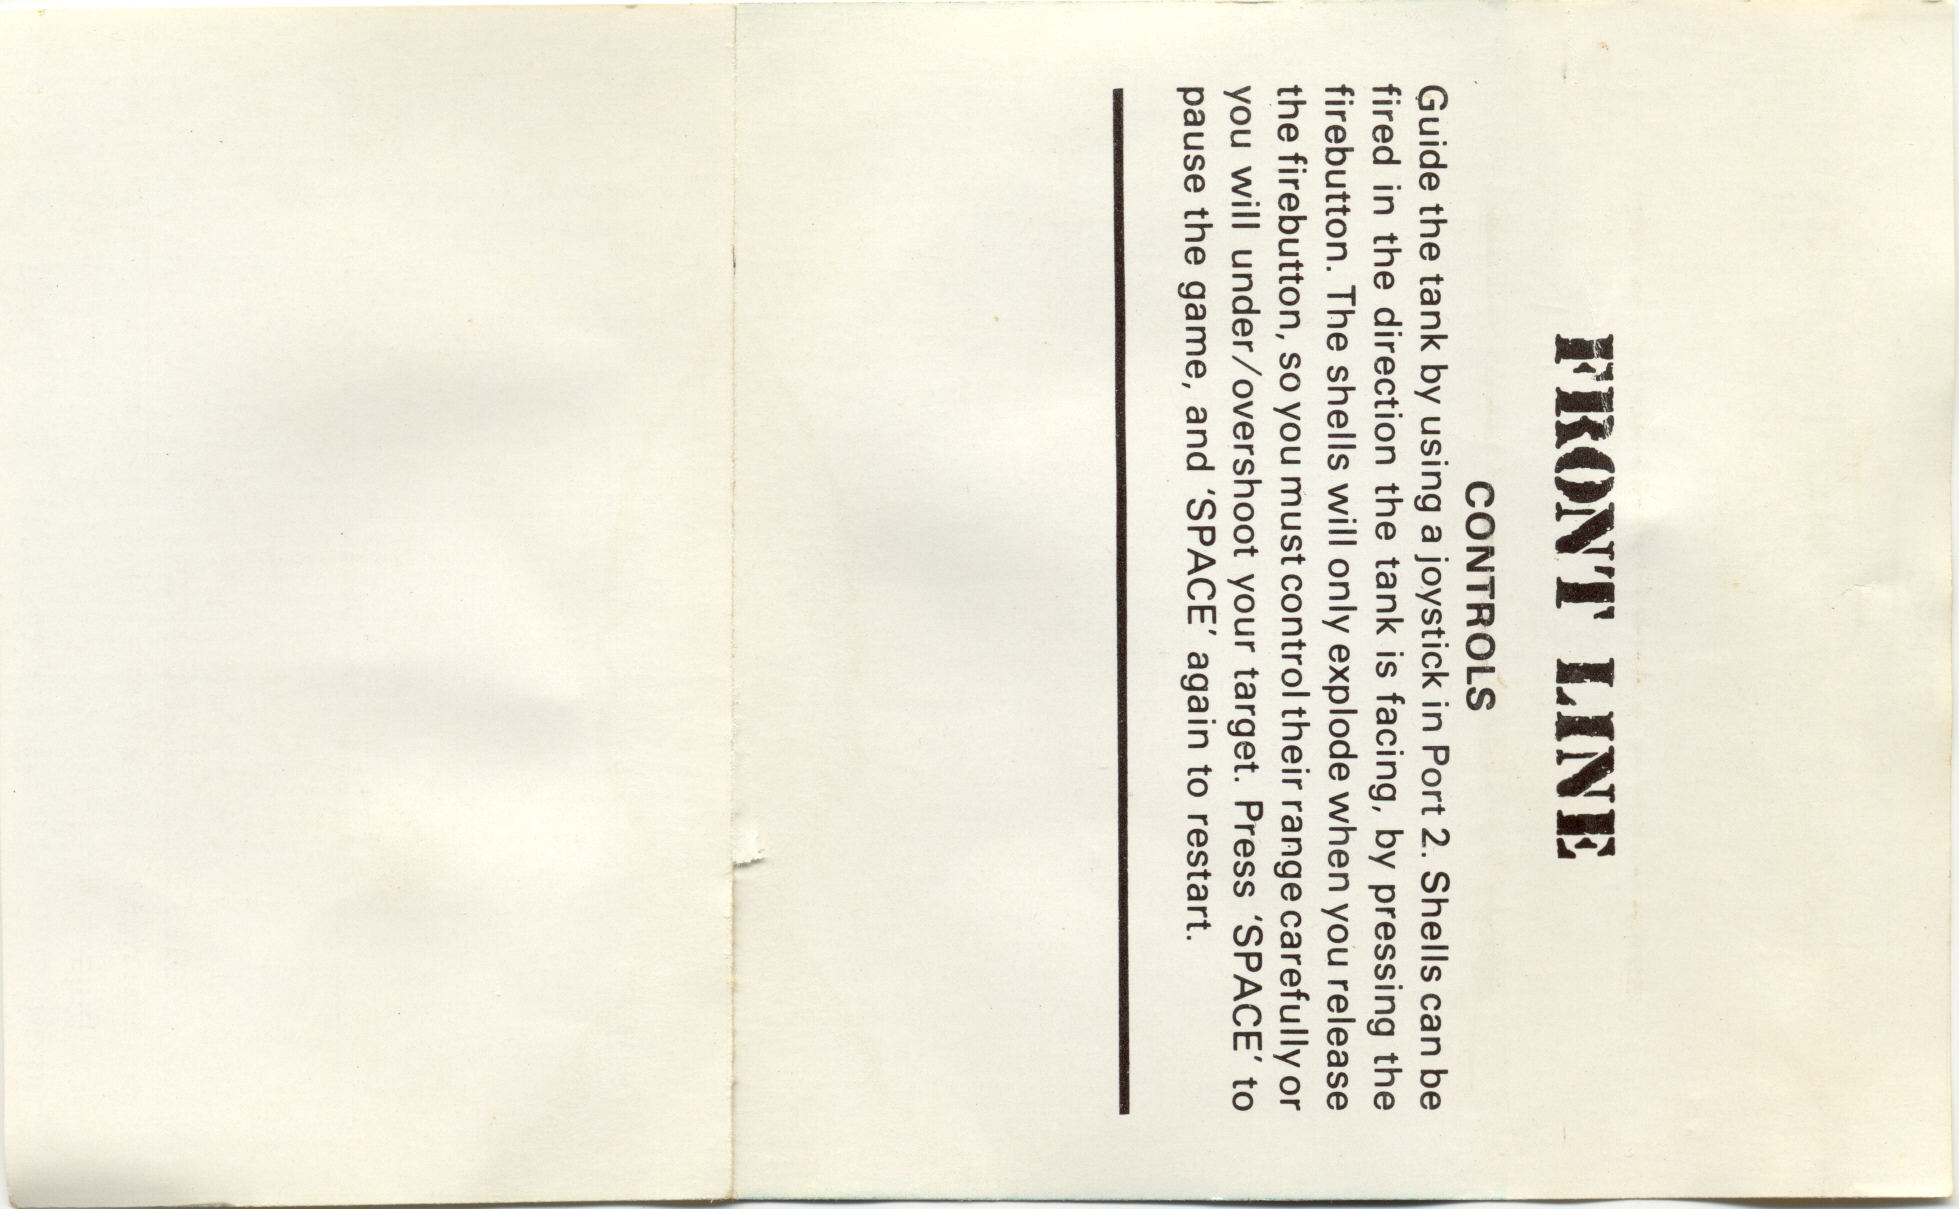 FRONT LINE
CONTROLS
Guide the tank by using a joystick in Port 2. Shells can be
fired in the direction the tank is facing, by pressing the
firebutton. The shells will only explode when you release
the firebutton, so you must control their range carefully or
you will under/overshoot your target. Press 'SPACE' to
pause the game, and 'SPACE' again to restart.